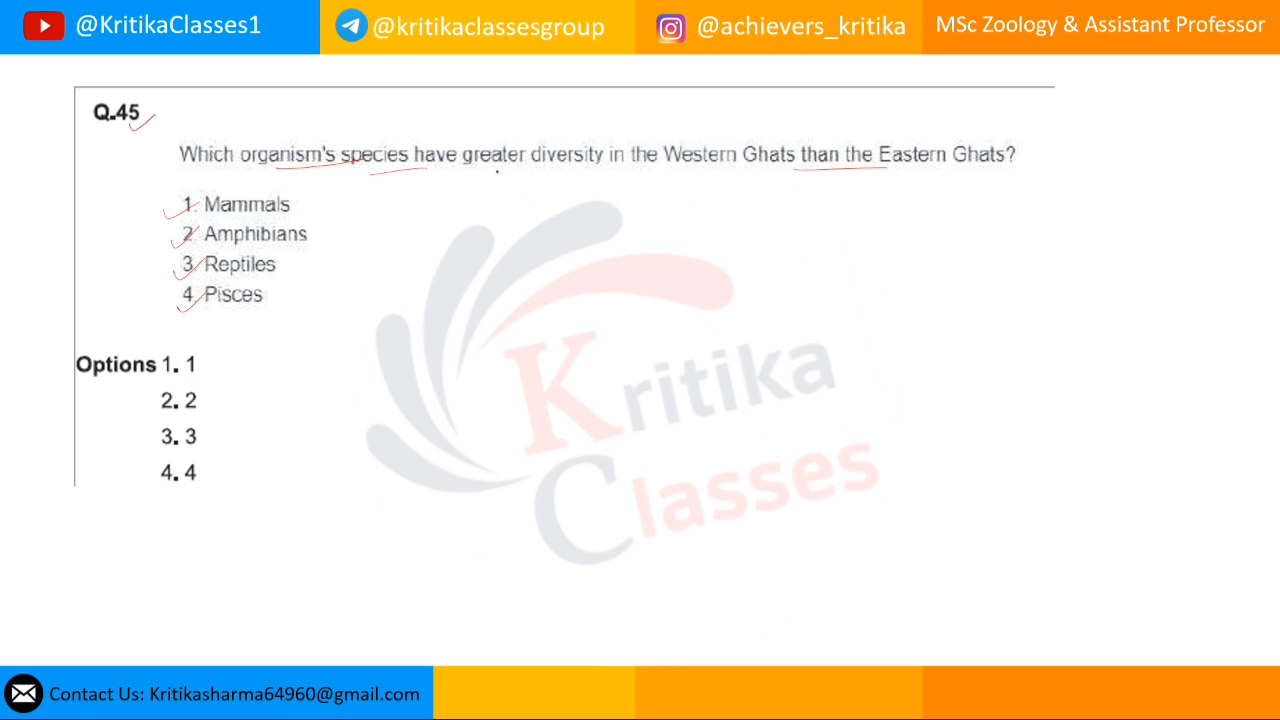 @KritikaClasses1
@kritikaclassesgroup
@achievers_kritika
MSc Zoology & Assistant Professor
Q.45
Which organism's species have greater diversity in the Western Ghats than the Eastern Ghats?
1. Mammals
2. Amphibians
3. Reptiles
4. Pisces
Options 1. 1
2. 2
3. 3
4. 4
Kritika
Classes
Contact Us: Kritikasharma64960@gmail.com